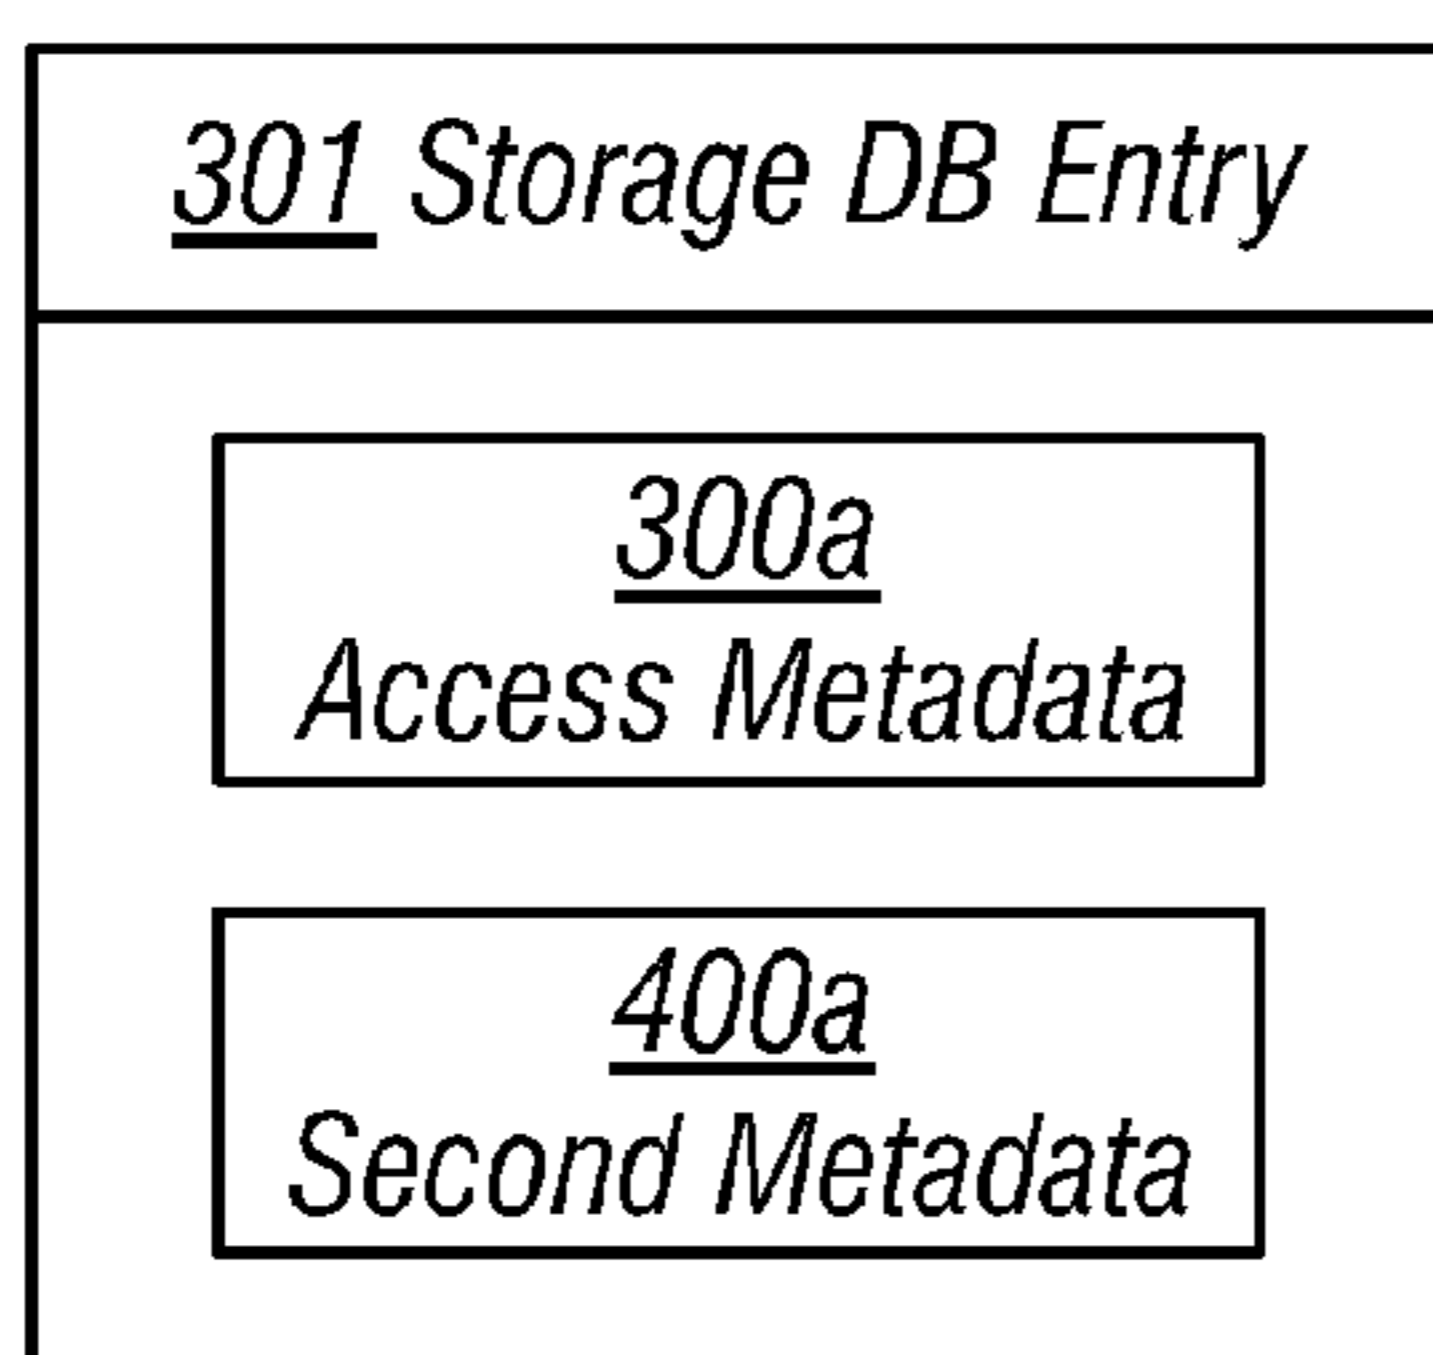 301 Storage DB Entry
300a
Access Metadata
400a
Second Metadata